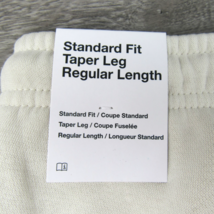 Standard Fit
Taper Leg
Regular Length
Standard Fit / Coupe Standard
Taper Leg / Coupe Fuselée
Regular Length / Longueur Standard